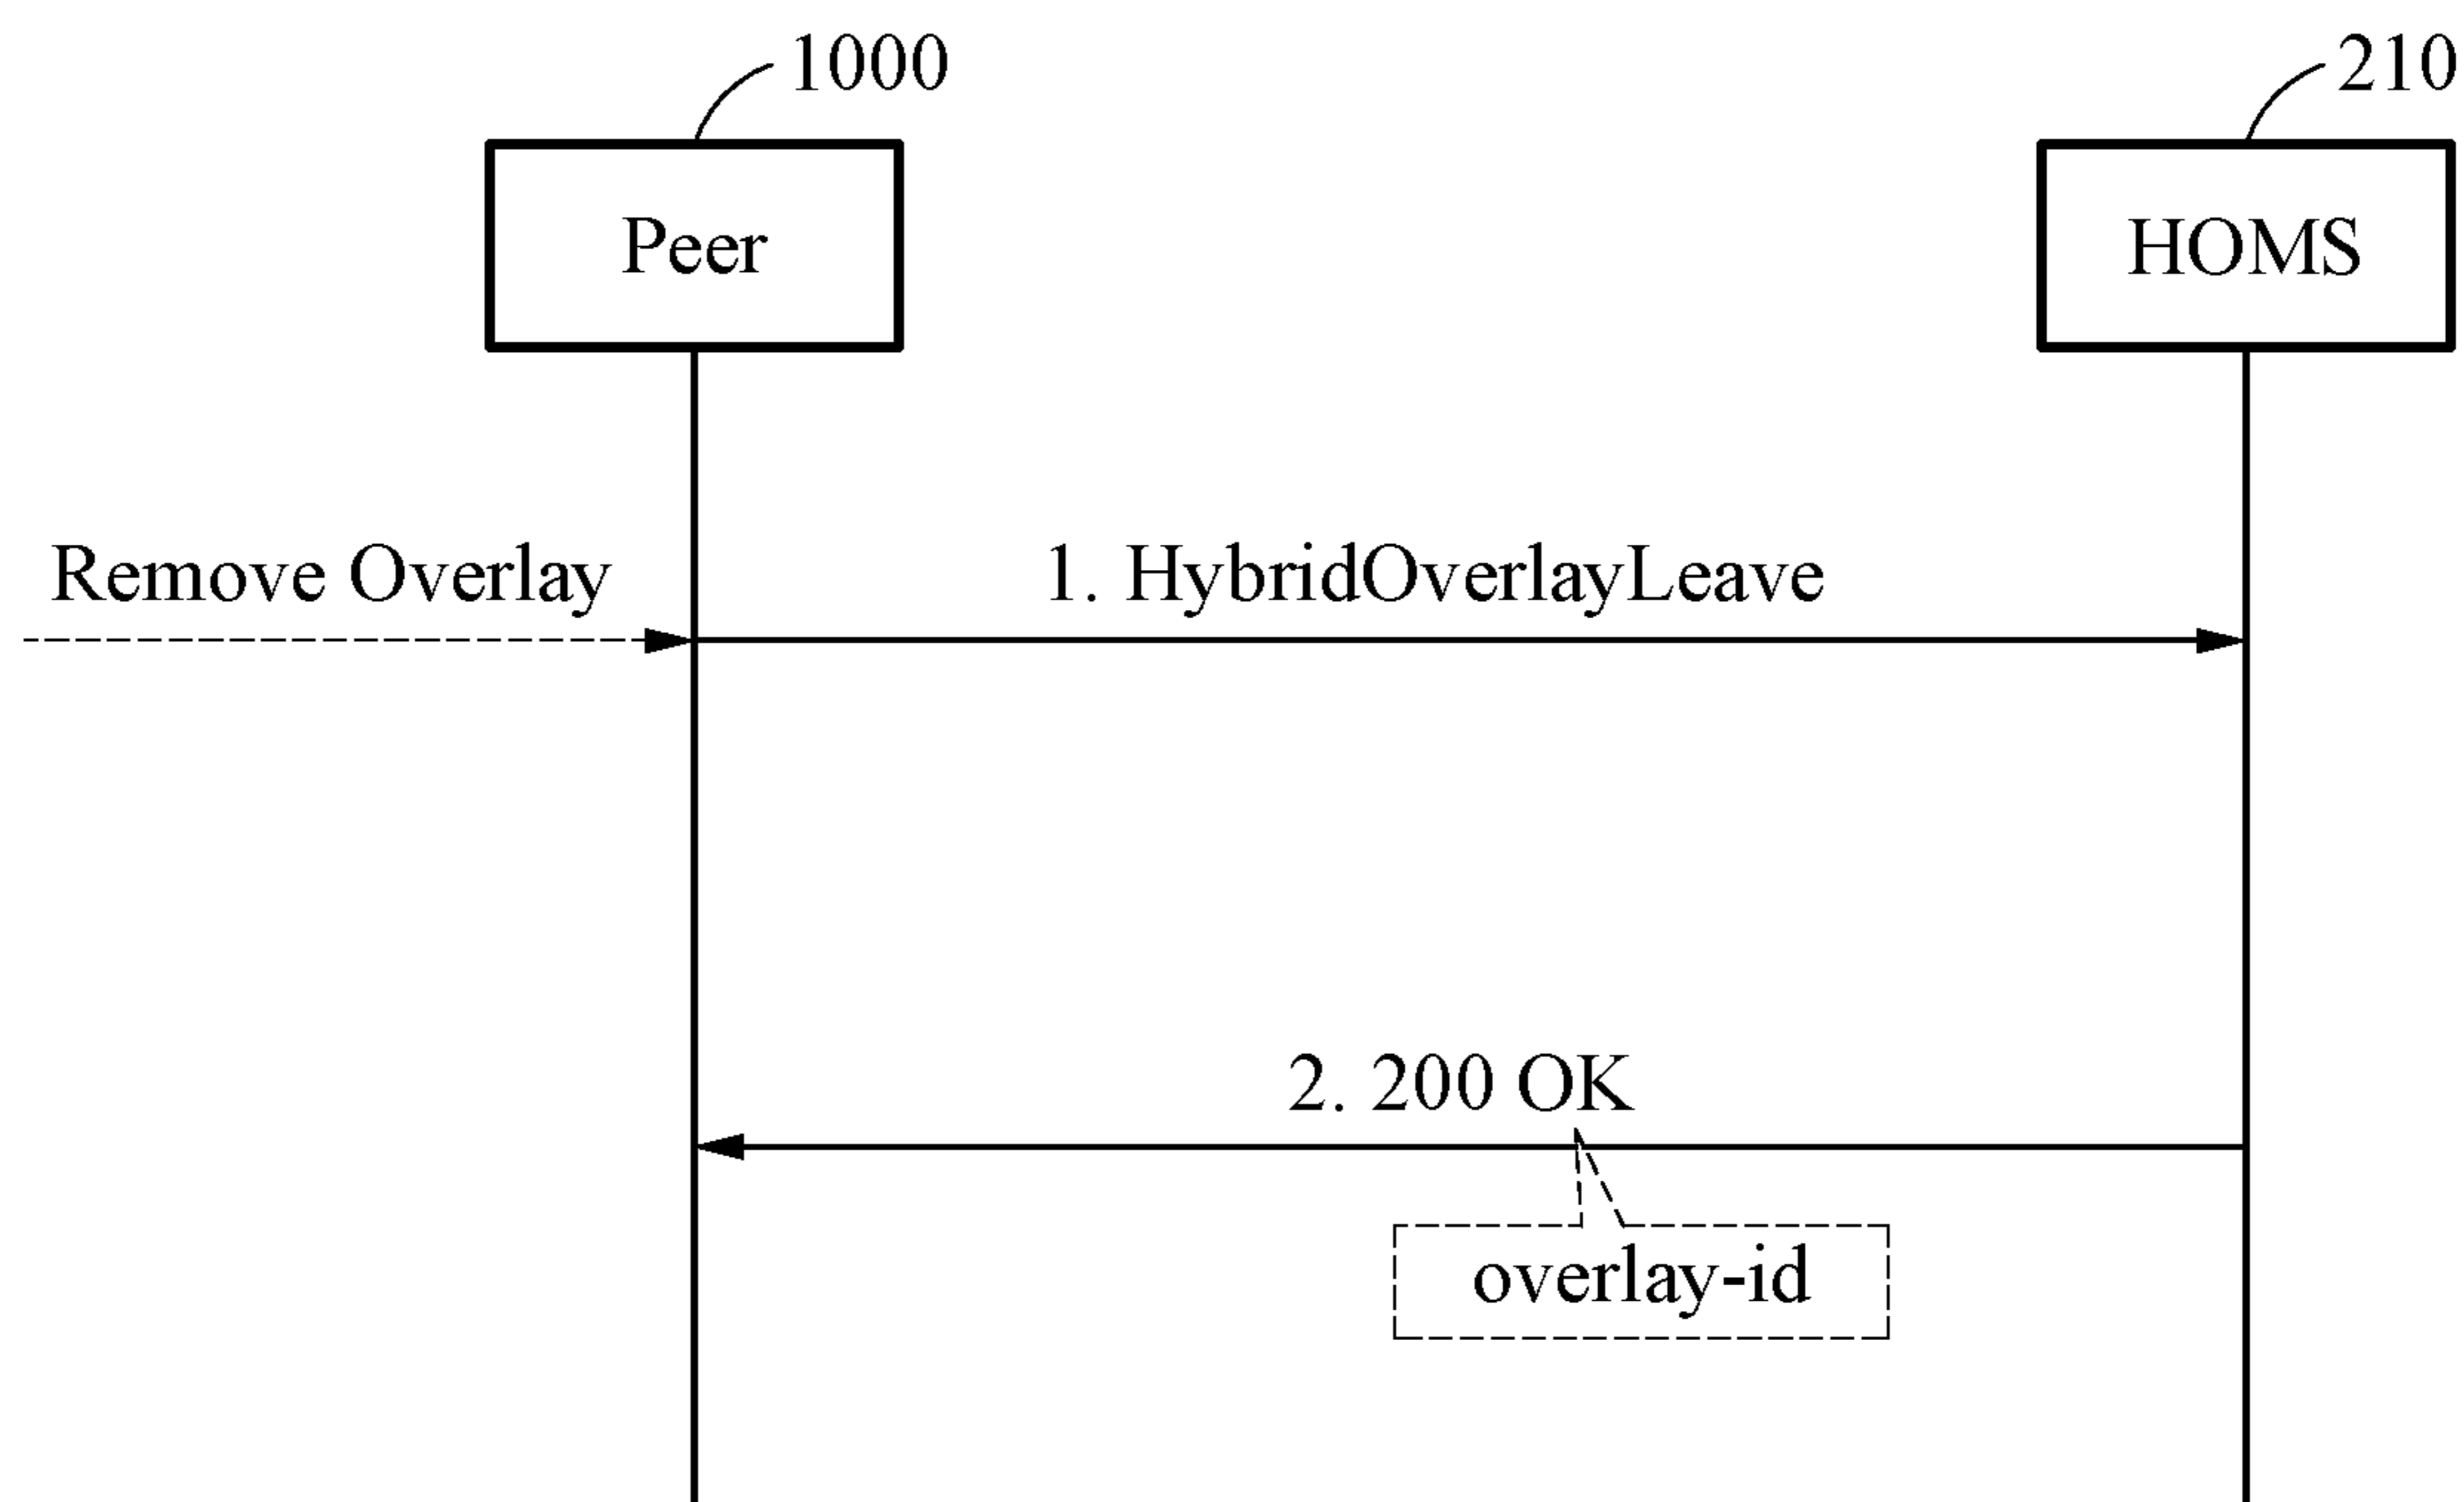 1000
210
Peer
HOMS
Remove Overlay
1. HybridOverlayLeave
2. 200 OK
overlay-id